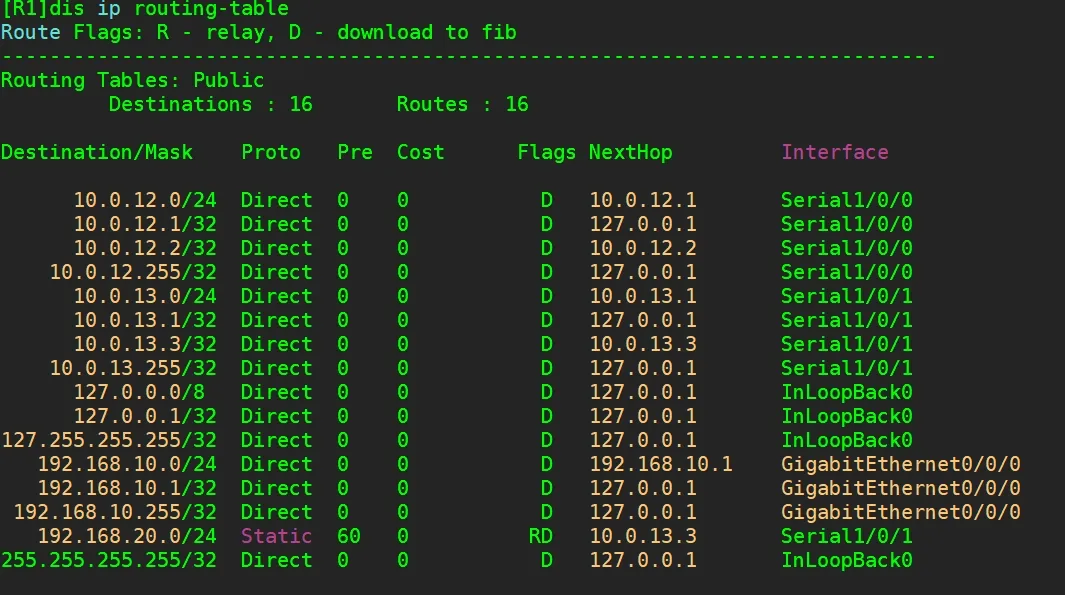 [R1]dis ip routing-table
Route Flags: R - relay, D - download to fib
------------------------------------------------------------------------------
Routing Tables: Public
         Destinations : 16       Routes : 16

Destination/Mask    Proto   Pre  Cost      Flags NextHop         Interface

      10.0.12.0/24  Direct  0    0           D   10.0.12.1       Serial1/0/0
      10.0.12.1/32  Direct  0    0           D   127.0.0.1       Serial1/0/0
      10.0.12.2/32  Direct  0    0           D   10.0.12.2       Serial1/0/0
    10.0.12.255/32  Direct  0    0           D   127.0.0.1       Serial1/0/0
      10.0.13.0/24  Direct  0    0           D   10.0.13.1       Serial1/0/1
      10.0.13.1/32  Direct  0    0           D   127.0.0.1       Serial1/0/1
      10.0.13.3/32  Direct  0    0           D   10.0.13.3       Serial1/0/1
    10.0.13.255/32  Direct  0    0           D   127.0.0.1       Serial1/0/1
      127.0.0.0/8   Direct  0    0           D   127.0.0.1       InLoopBack0
      127.0.0.1/32  Direct  0    0           D   127.0.0.1       InLoopBack0
127.255.255.255/32  Direct  0    0           D   127.0.0.1       InLoopBack0
   192.168.10.0/24  Direct  0    0           D   192.168.10.1    GigabitEthernet0/0/0
   192.168.10.1/32  Direct  0    0           D   127.0.0.1       GigabitEthernet0/0/0
 192.168.10.255/32  Direct  0    0           D   127.0.0.1       GigabitEthernet0/0/0
   192.168.20.0/24  Static  60   0          RD   10.0.13.3       Serial1/0/1
255.255.255.255/32  Direct  0    0           D   127.0.0.1       InLoopBack0